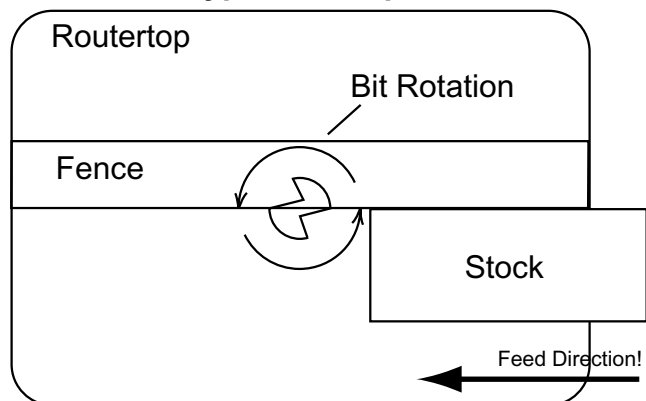 Routertop
Bit Rotation
Fence
Stock
Feed Direction!